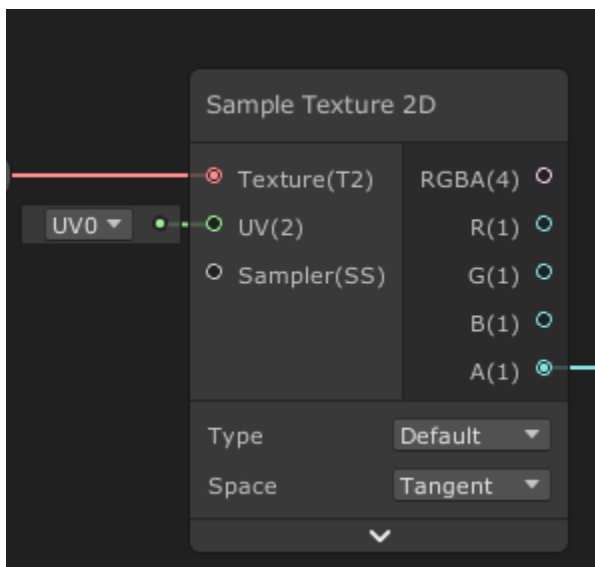 Sample Texture 2D
Texture(T2) RGBA(4)
UV0 UV(2) R(1)
Sampler(SS) G(1)
B(1)
A(1)
Type Default
Space Tangent